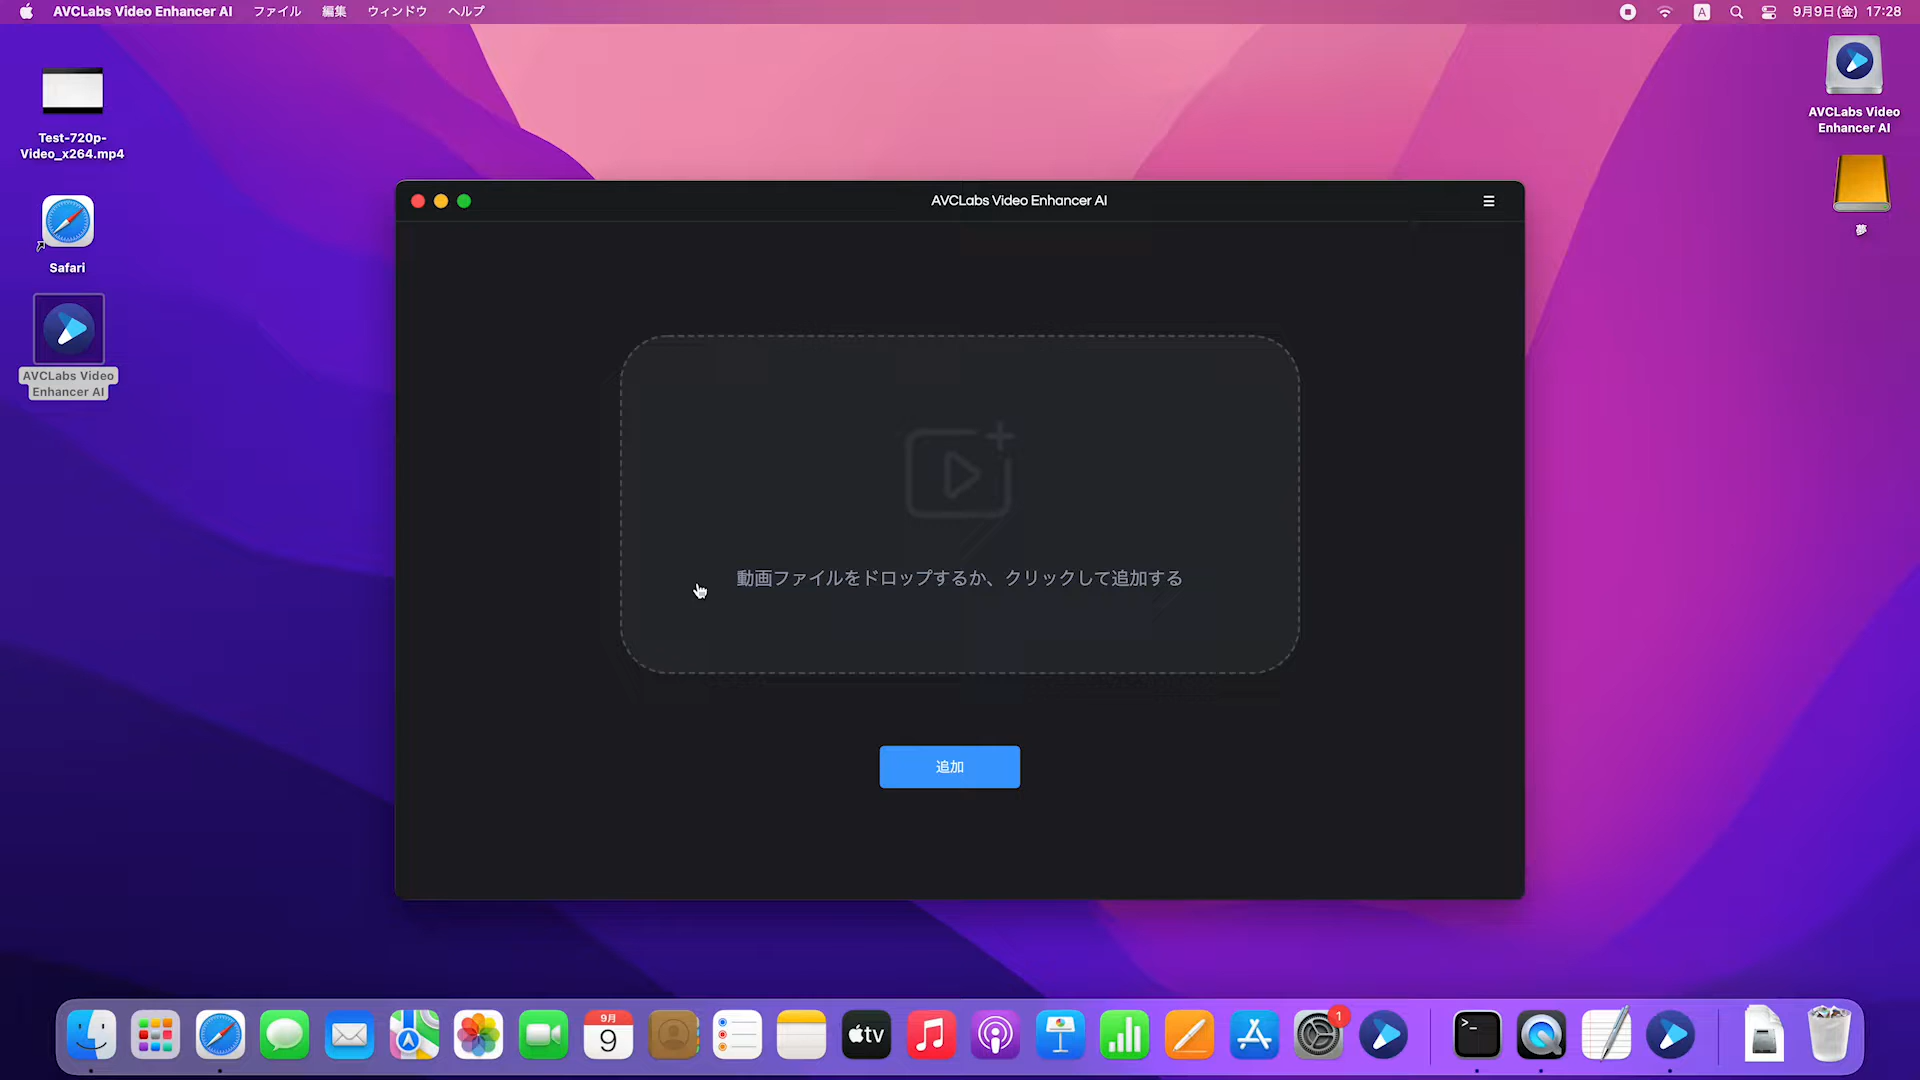 AVCLabs Video Enhancer AI ファイル 編集 ウィンドウ ヘルプ
A 9月9日(金) 17:28
Test-720p-
Video_x264.mp4
Safari
AVCLabs Video
Enhancer AI
AVCLabs Video
Enhancer AI
夢
AVCLabs Video Enhancer AI
動画ファイルをドロップするか、クリックして追加する
追加
9月
9
tv
1
>_